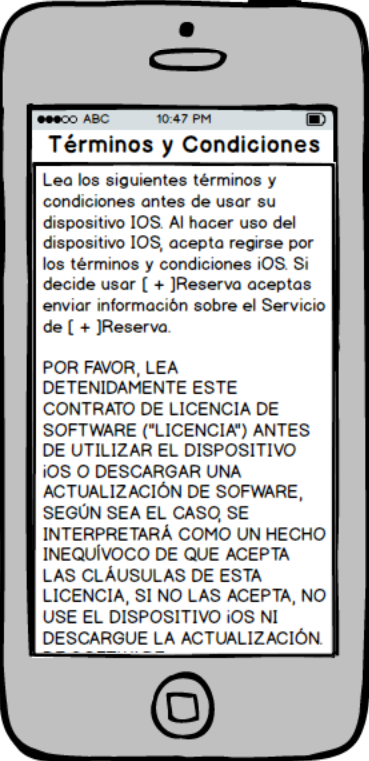 ABC 10:47 PM
Términos y Condiciones
Lea los siguientes términos y
condiciones antes de usar su
dispositivo IOS. Al hacer uso del
dispositivo IOS, acepta regirse por
los términos y condiciones iOS. Si
decide usar [ + ]Reserva aceptas
enviar información sobre el Servicio
de [ + ]Reserva.
POR FAVOR, LEA
DETENIDAMENTE ESTE
CONTRATO DE LICENCIA DE
SOFTWARE ("LICENCIA") ANTES
DE UTILIZAR EL DISPOSITIVO
iOS O DESCARGAR UNA
ACTUALIZACIÓN DE SOFWARE,
SEGÚN SEA EL CASO, SE
INTERPRETARÁ COMO UN HECHO
INEQUÍVOCO DE QUE ACEPTA
LAS CLÁUSULAS DE ESTA
LICENCIA, SI NO LAS ACEPTA, NO
USE EL DISPOSITIVO iOS NI
DESCARGUE LA ACTUALIZACIÓN.